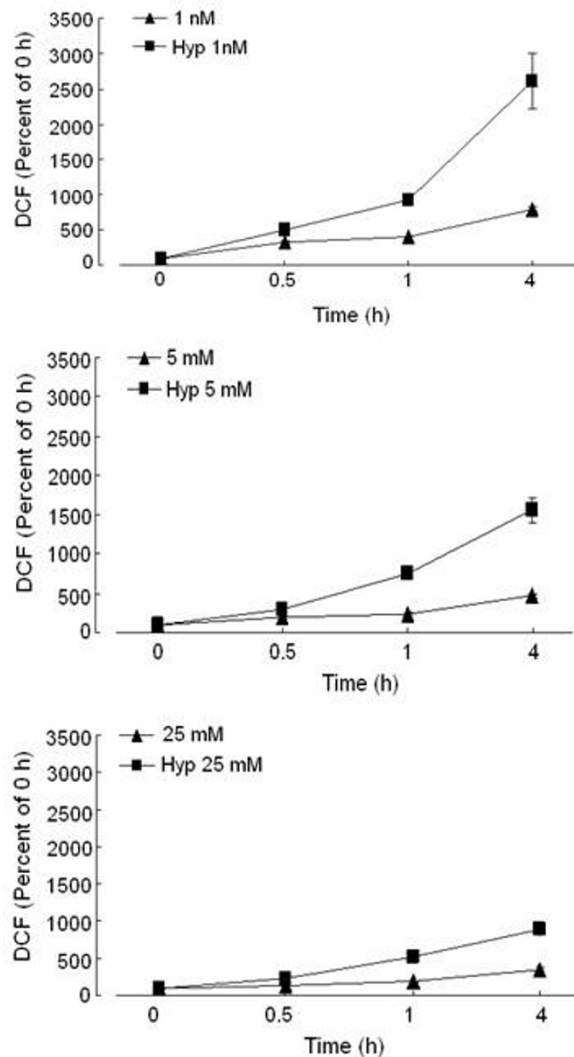 3500
3000
2500
2000
1500
1000
500
0
DCF (Percent of 0 h)
1 nM
Hyp 1nM
0 0.5 1 4
Time (h)
3500
3000
2500
2000
1500
1000
500
0
DCF (Percent of 0 h)
5 mM
Hyp 5 mM
0 0.5 1 4
Time (h)
3500
3000
2500
2000
1500
1000
500
0
DCF (Percent of 0 h)
25 mM
Hyp 25 mM
0 0.5 1 4
Time (h)